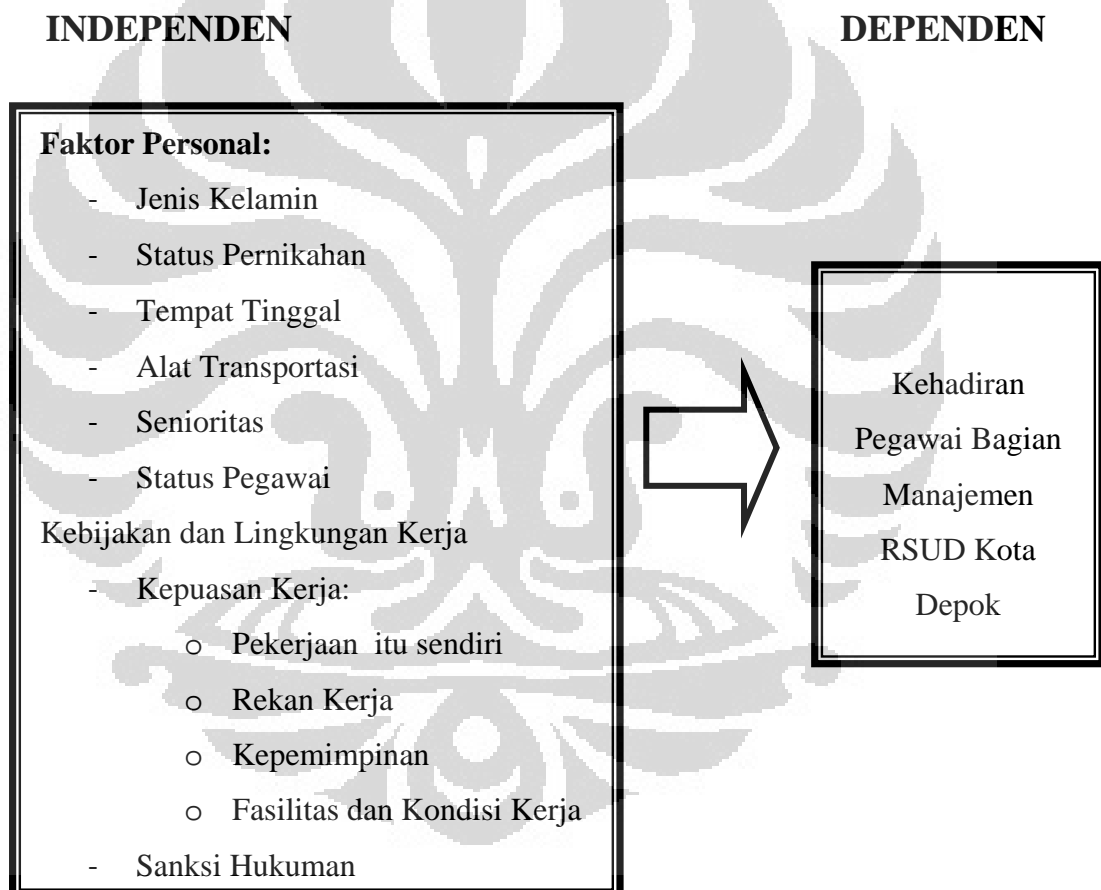 INDEPENDEN
DEPENDEN
Faktor Personal:
- Jenis Kelamin
- Status Pernikahan
- Tempat Tinggal
- Alat Transportasi
- Senioritas
- Status Pegawai
Kebijakan dan Lingkungan Kerja
- Kepuasan Kerja:
o Pekerjaan itu sendiri
o Rekan Kerja
o Kepemimpinan
o Fasilitas dan Kondisi Kerja
- Sanksi Hukuman
Kehadiran
Pegawai Bagian
Manajemen
RSUD Kota
Depok